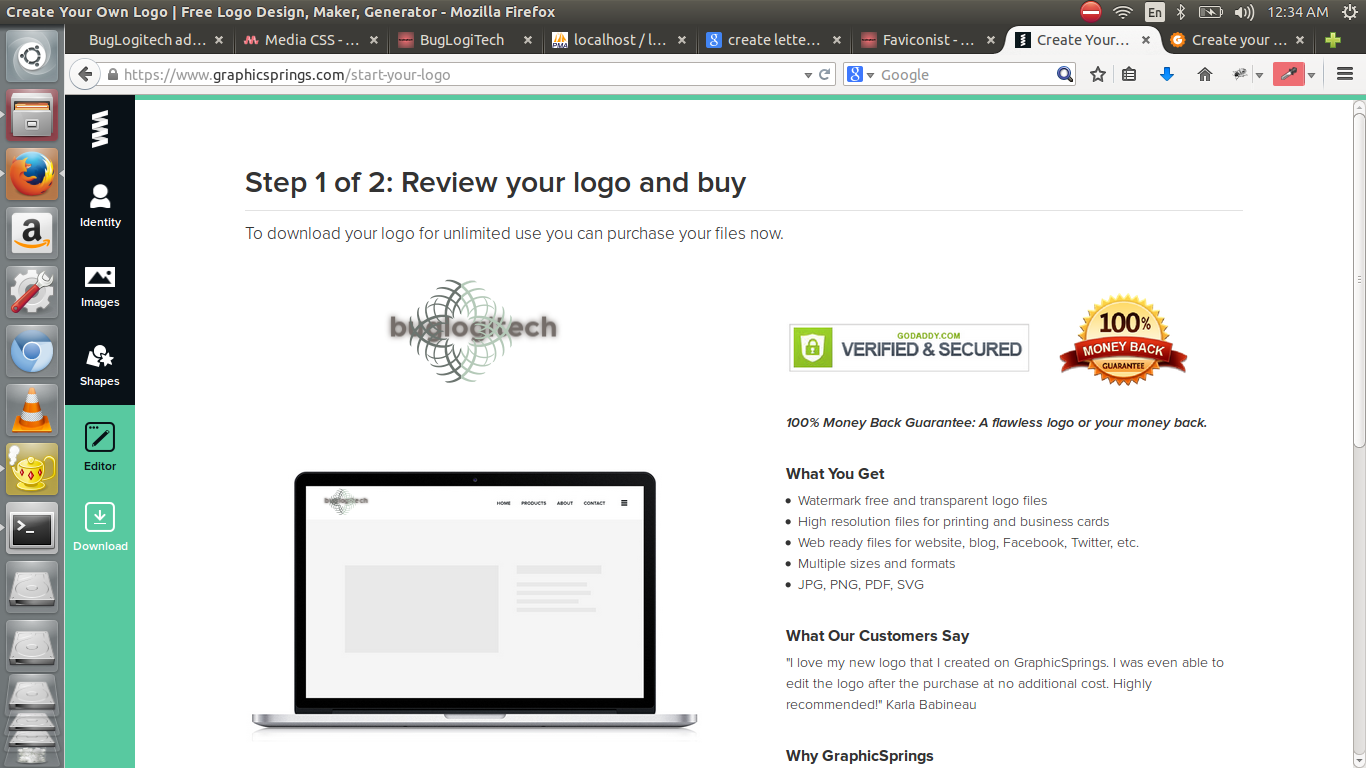 Create Your Own Logo | Free Logo Design, Maker, Generator - Mozilla Firefox
En
12:34 AM
BugLogitech ad...
Media CSS - ...
BugLogiTech
localhost / l...
create lette...
Faviconist - ...
Create Your...
Create your ...
https://www.graphicsprings.com/start-your-logo
Google
Identity
Images
Shapes
Editor
Download
Step 1 of 2: Review your logo and buy
To download your logo for unlimited use you can purchase your files now.
buglogitech
GODADDY.COM
VERIFIED & SECURED
100%
MONEY BACK
GUARANTEE
100% Money Back Guarantee: A flawless logo or your money back.
What You Get
Watermark free and transparent logo files
High resolution files for printing and business cards
Web ready files for website, blog, Facebook, Twitter, etc.
Multiple sizes and formats
JPG, PNG, PDF, SVG
buglogitech
HOME PRODUCTS ABOUT CONTACT
What Our Customers Say
"I love my new logo that I created on GraphicSprings. I was even able to
edit the logo after the purchase at no additional cost. Highly
recommended!" Karla Babineau
Why GraphicSprings